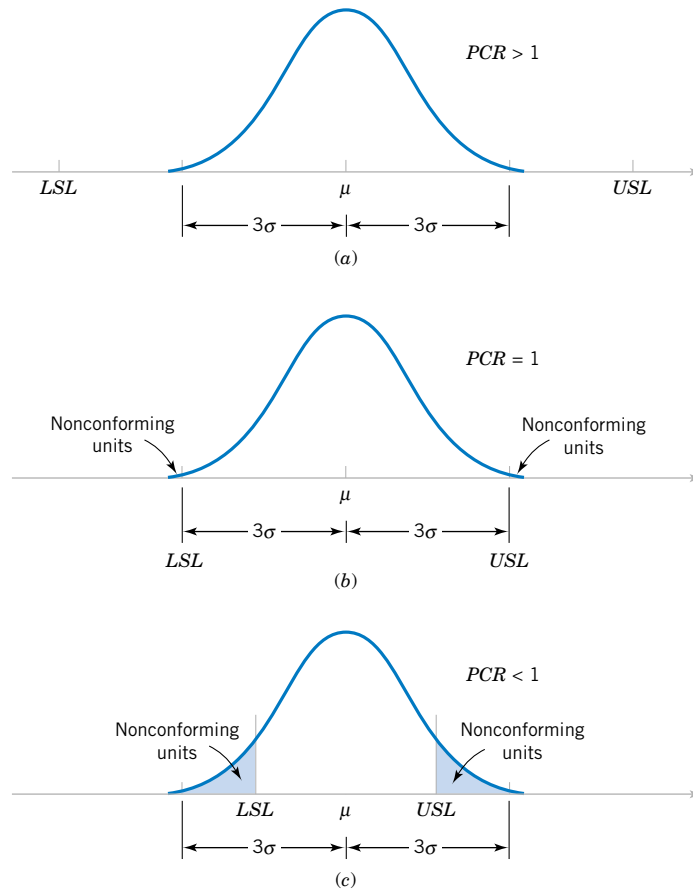 PCR > 1
LSL μ USL
3σ 3σ
(a)
PCR = 1
Nonconforming
units
Nonconforming
units
μ
3σ 3σ
LSL USL
(b)
PCR < 1
Nonconforming
units
Nonconforming
units
LSL μ USL
3σ 3σ
(c)